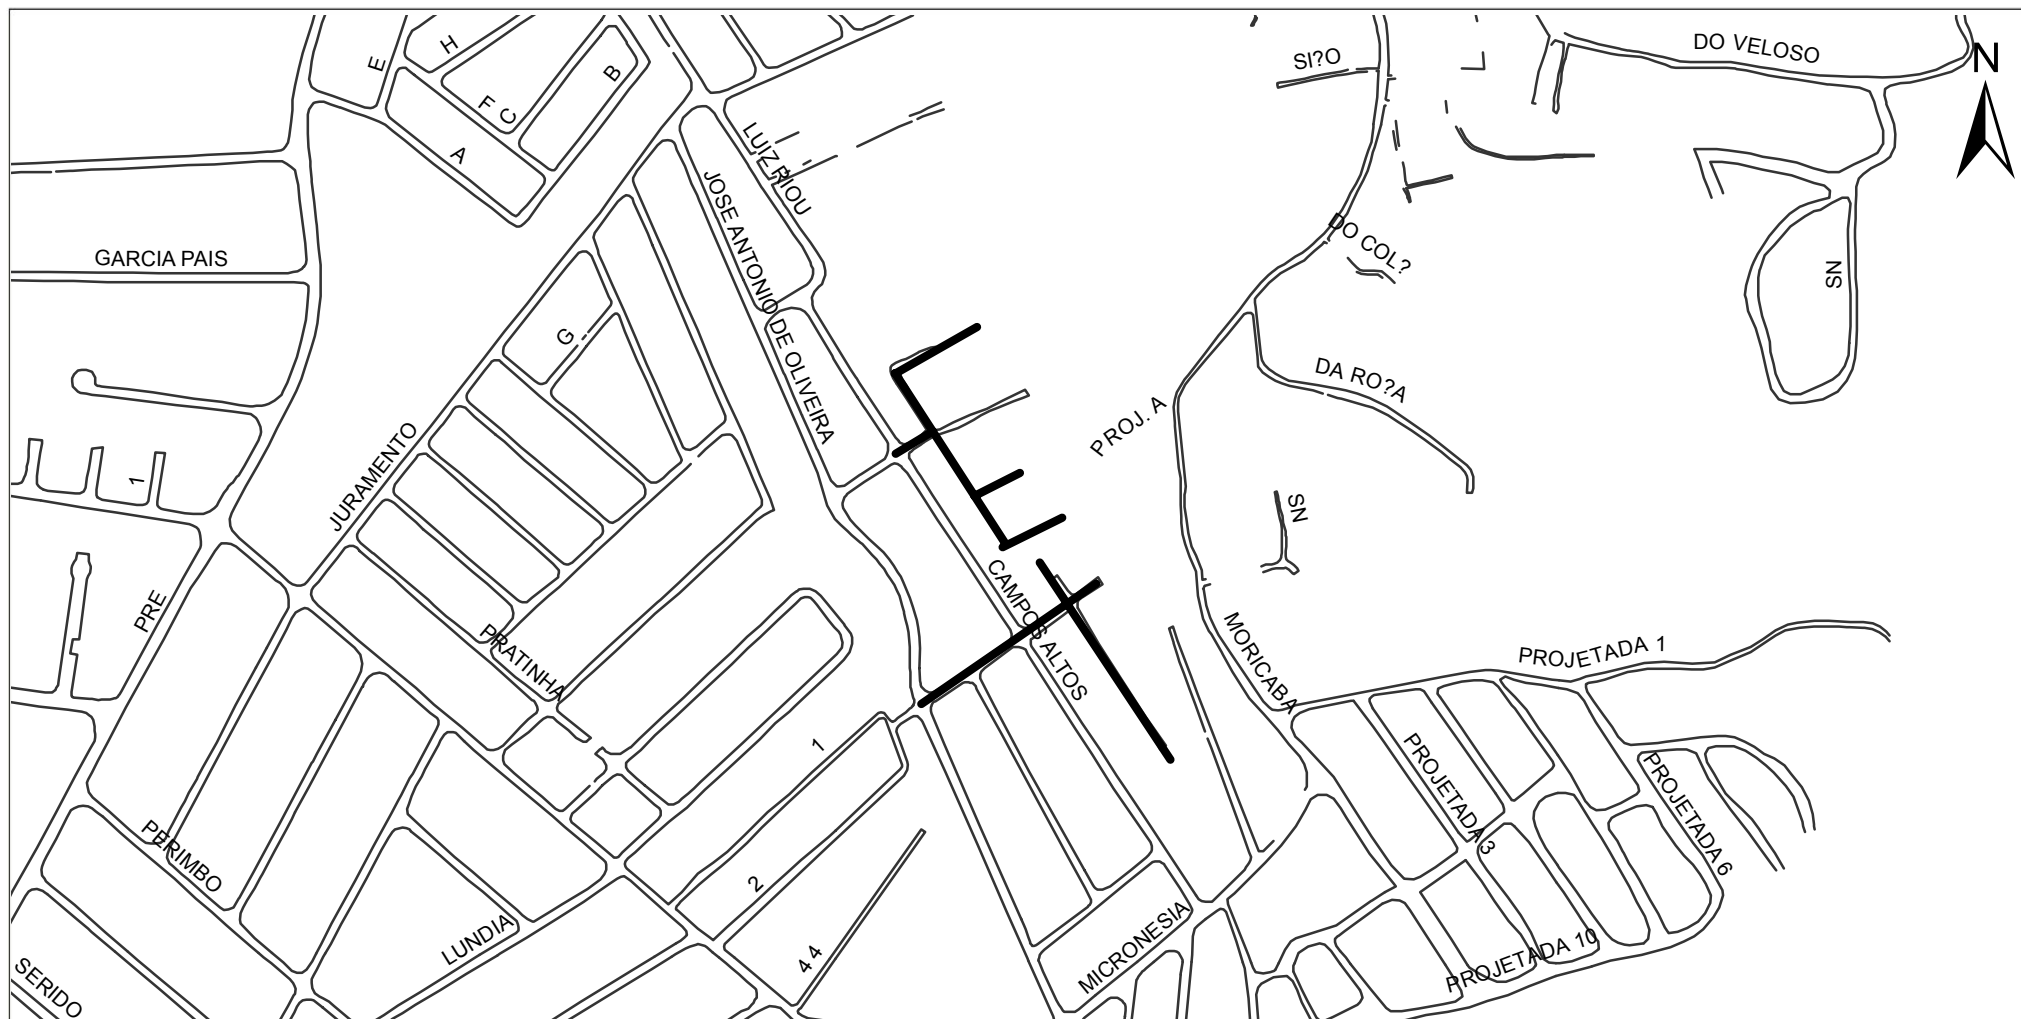 H
E
B
F
C
A
LUIZ RIOU
JOSE ANTONIO DE OLIVEIRA
SI?O
DO VELOSO
N
DO COL?
SN
GARCIA PAIS
G
DA RO?A
PROJ. A
JURAMENTO
1
SN
PRE
PRATINHA
CAMPOS ALTOS
MORICABA
PROJETADA 1
PROJETADA 3
PROJETADA 6
1
2
PERIMBO
LUNDIA
4 4
MICRONESIA
PROJETADA 10
SERIDO